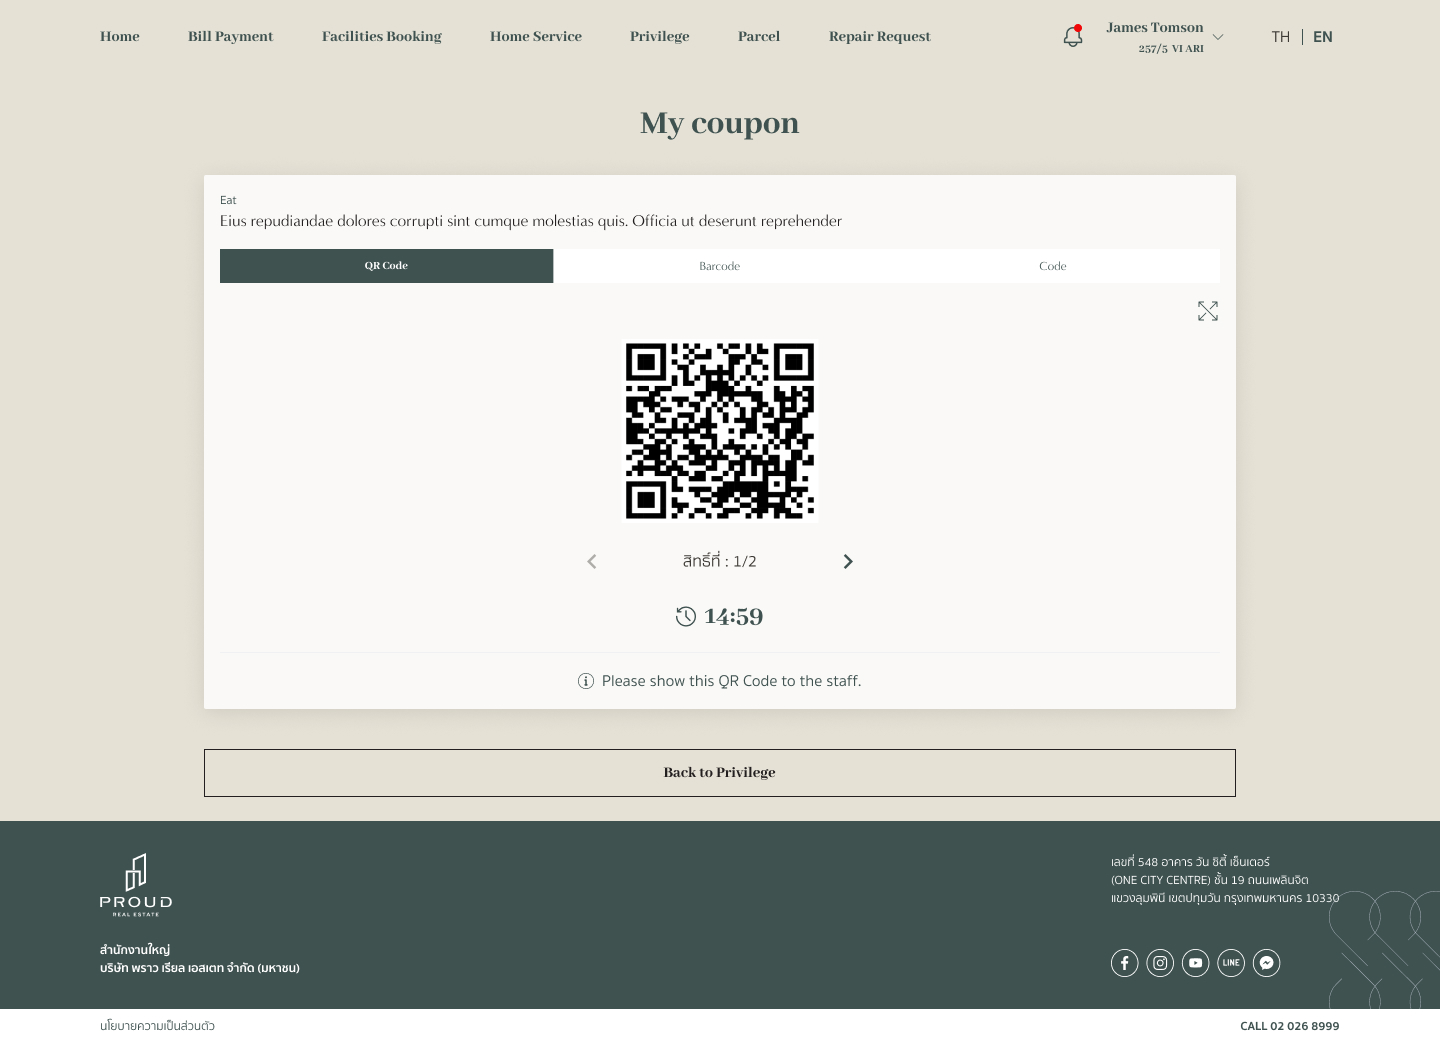 Home Bill Payment Facilities Booking Home Service Privilege Parcel Repair Request James Tomson TH | EN
257/5 VI ARI
My coupon
Eat
Eius repudiandae dolores corrupti sint cumque molestias quis. Officia ut deserunt reprehender
QR Code Barcode Code
สิทธิ์ที่ : 1/2
14:59
Please show this QR Code to the staff.
Back to Privilege
PROUD
REAL ESTATE
สำนักงานใหญ่
บริษัท พราว เรียล เอสเตท จำกัด (มหาชน)
เลขที่ 548 อาคาร วัน ซิตี้ เซ็นเตอร์
(ONE CITY CENTRE) ชั้น 19 ถนนเพลินจิต
แขวงลุมพินี เขตปทุมวัน กรุงเทพมหานคร 10330
LINE
นโยบายความเป็นส่วนตัว CALL 02 026 8999